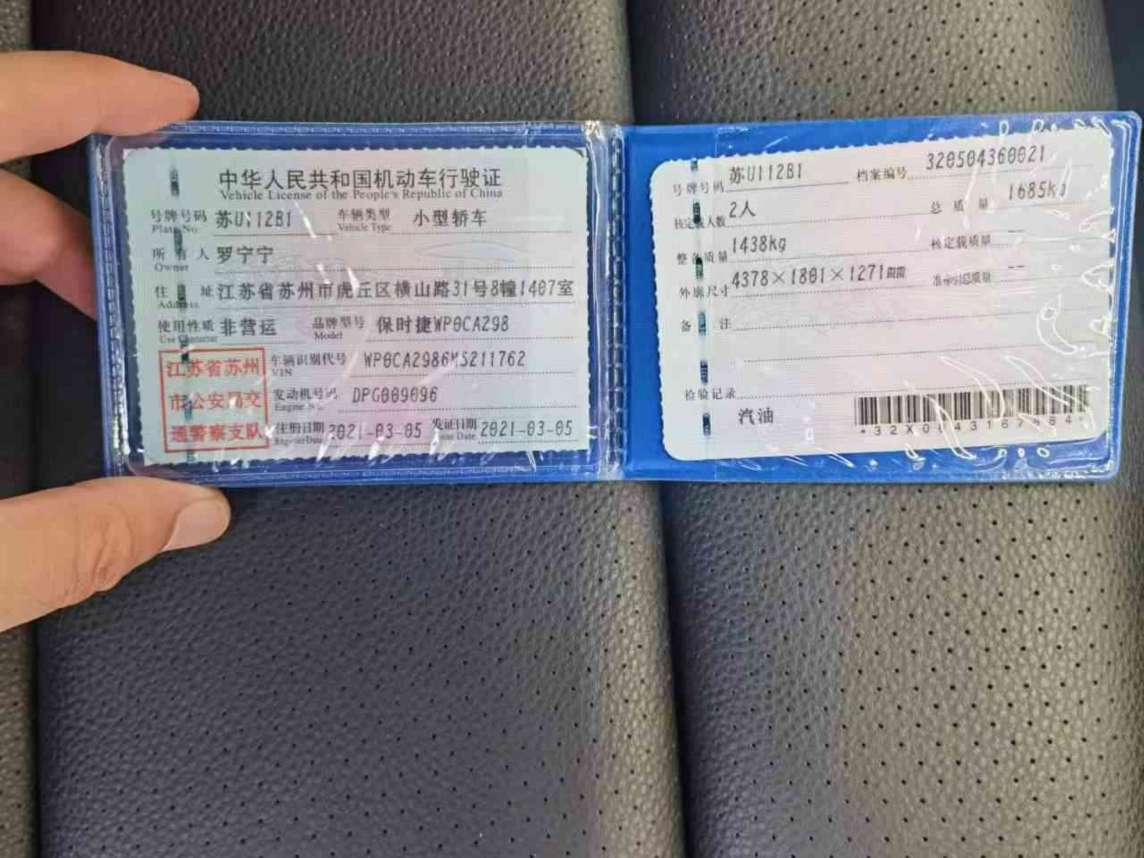 中华人民共和国机动车行驶证
Vehicle License of the People's Republic of China
号牌号码 苏U112B1 车辆类型 小型轿车
Plate No. Vehicle Type
所有人 罗宁宁
Owner
住址 江苏省苏州市虎丘区横山路31号8幢1407室
Address
使用性质 非营运 品牌型号 保时捷WP0CA298
Use Character Model
江苏省苏州
市公安局交
通警察支队
车辆识别代号 WP0CA2986MS211762
VIN
发动机号码 DPG009096
Engine No.
注册日期 2021-03-05 发证日期 2021-03-05
Register Date Issue Date
号牌号码 苏U112B1 档案编号 320504360021
核定载人数 2人 总质量 1685kg
整备质量 1438kg 核定载质量 --
外廓尺寸 4378×1801×1271mm 准牵引总质量 --
备注
检验记录
汽油